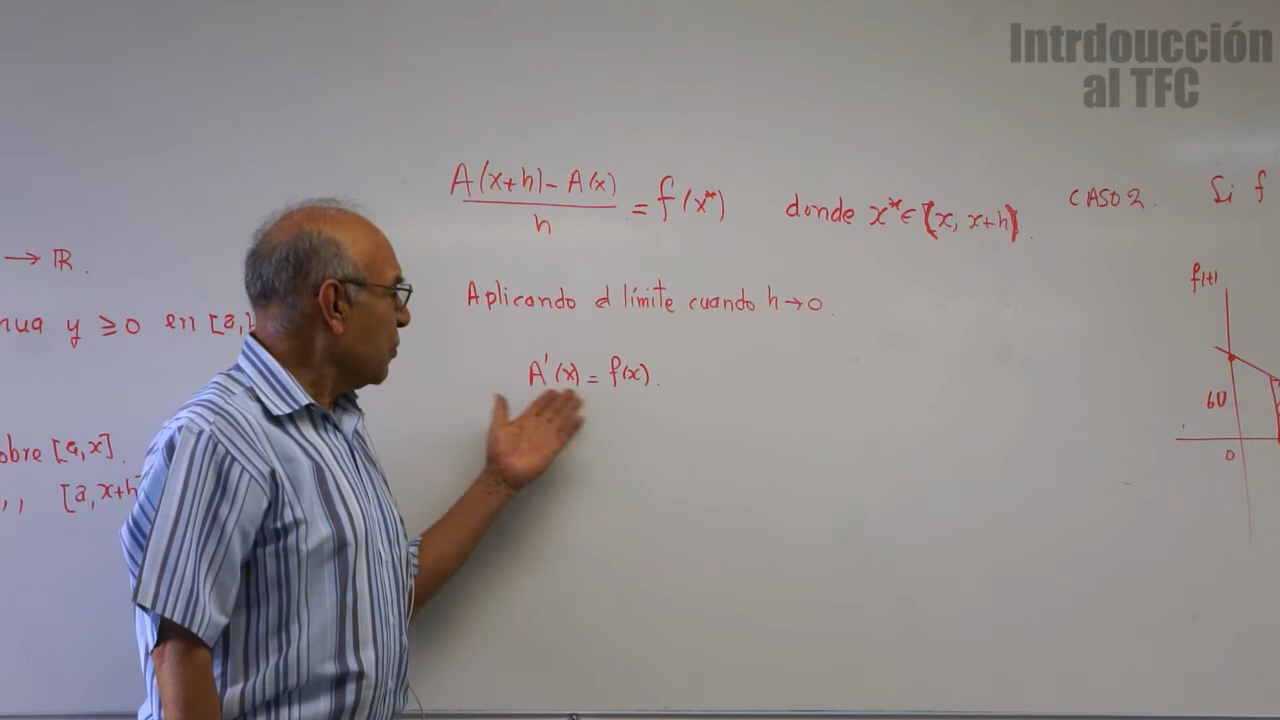 Intrdoucción
al TFC
→ ℝ.
nua y ≥0 en [a,
obre [a,x].
,, [a,x+h]
A(x+h)-A(x)
h
= f(x*) donde x*∈[x, x+h].
Aplicando el límite cuando h→0.
A'(x) = f(x).
CASO 2. Si f
f(t)
60
0